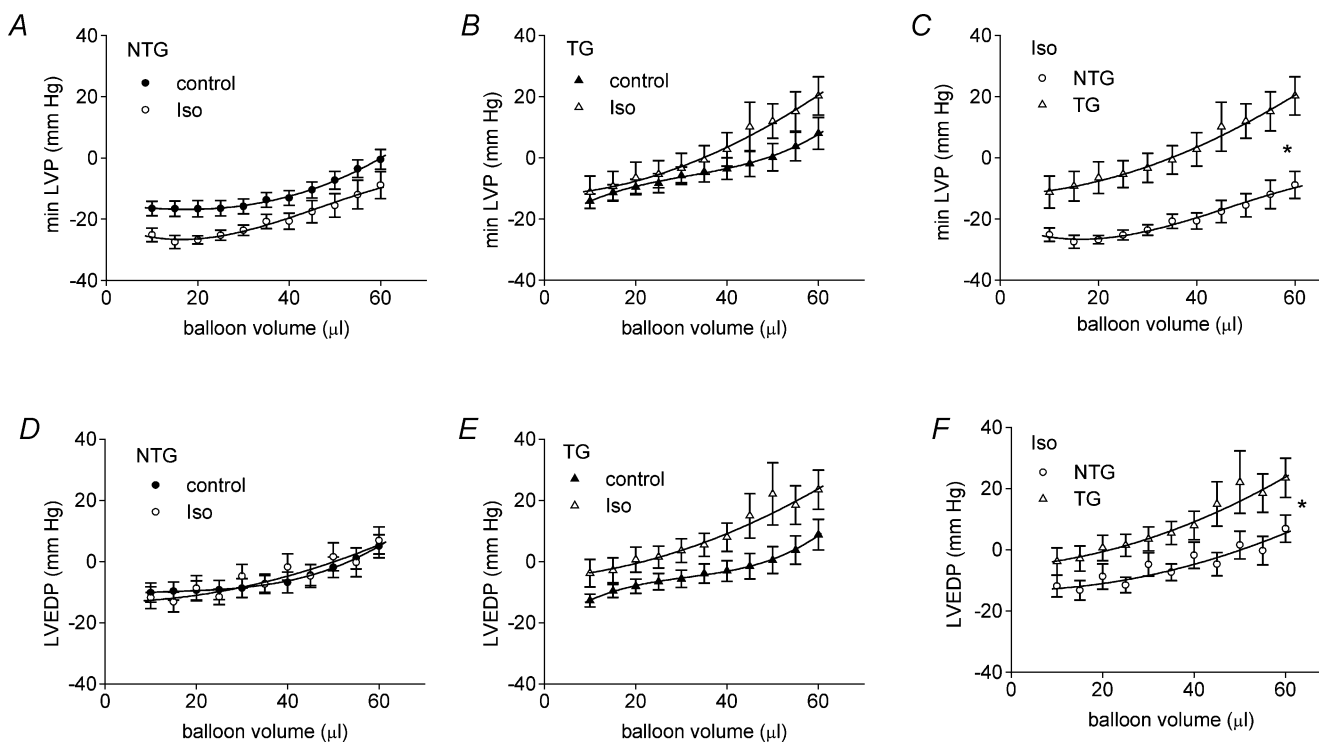 A
NTG
control
Iso
min LVP (mm Hg)
40
20
0
-20
-40
0
20
40
60
balloon volume (μl)
B
TG
control
Iso
min LVP (mm Hg)
40
20
0
-20
-40
0
20
40
60
balloon volume (μl)
C
Iso
NTG
TG
*
min LVP (mm Hg)
40
20
0
-20
-40
0
20
40
60
balloon volume (μl)
D
NTG
control
Iso
LVEDP (mm Hg)
40
20
0
-20
-40
0
20
40
60
balloon volume (μl)
E
TG
control
Iso
LVEDP (mm Hg)
40
20
0
-20
-40
0
20
40
60
balloon volume (μl)
F
Iso
NTG
TG
*
LVEDP (mm Hg)
40
20
0
-20
-40
0
20
40
60
balloon volume (μl)